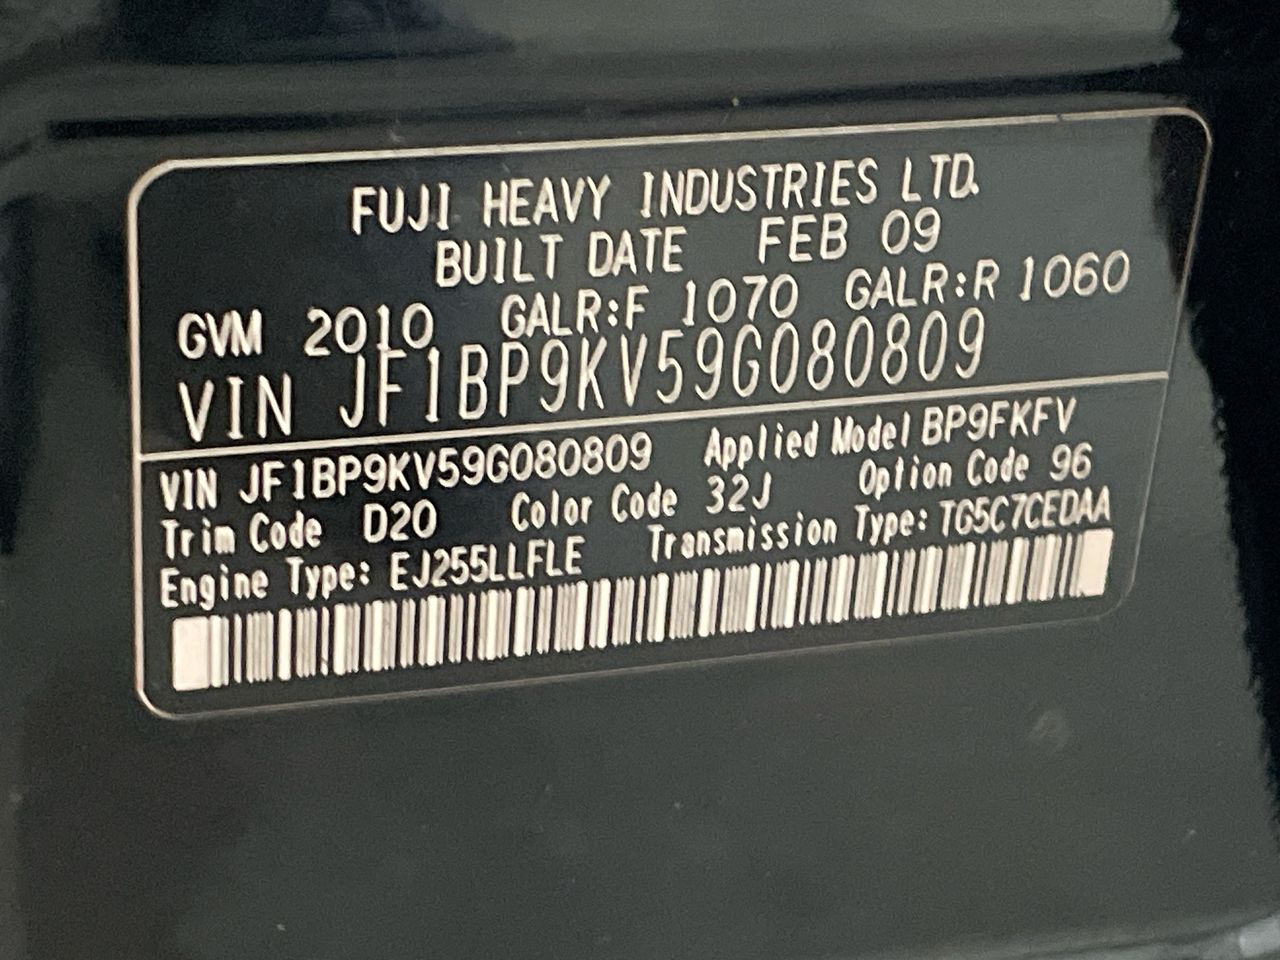 FUJI HEAVY INDUSTRIES LTD.
BUILT DATE FEB 09
GVM 2010 GALR:F 1070 GALR:R 1060
VIN JF1BP9KV59G080809
VIN JF1BP9KV59G080809 Applied Model BP9FKFV
Trim Code D20 Color Code 32J Option Code 96
Engine Type: EJ255LLFLE Transmission Type: TG5C7CEDAA